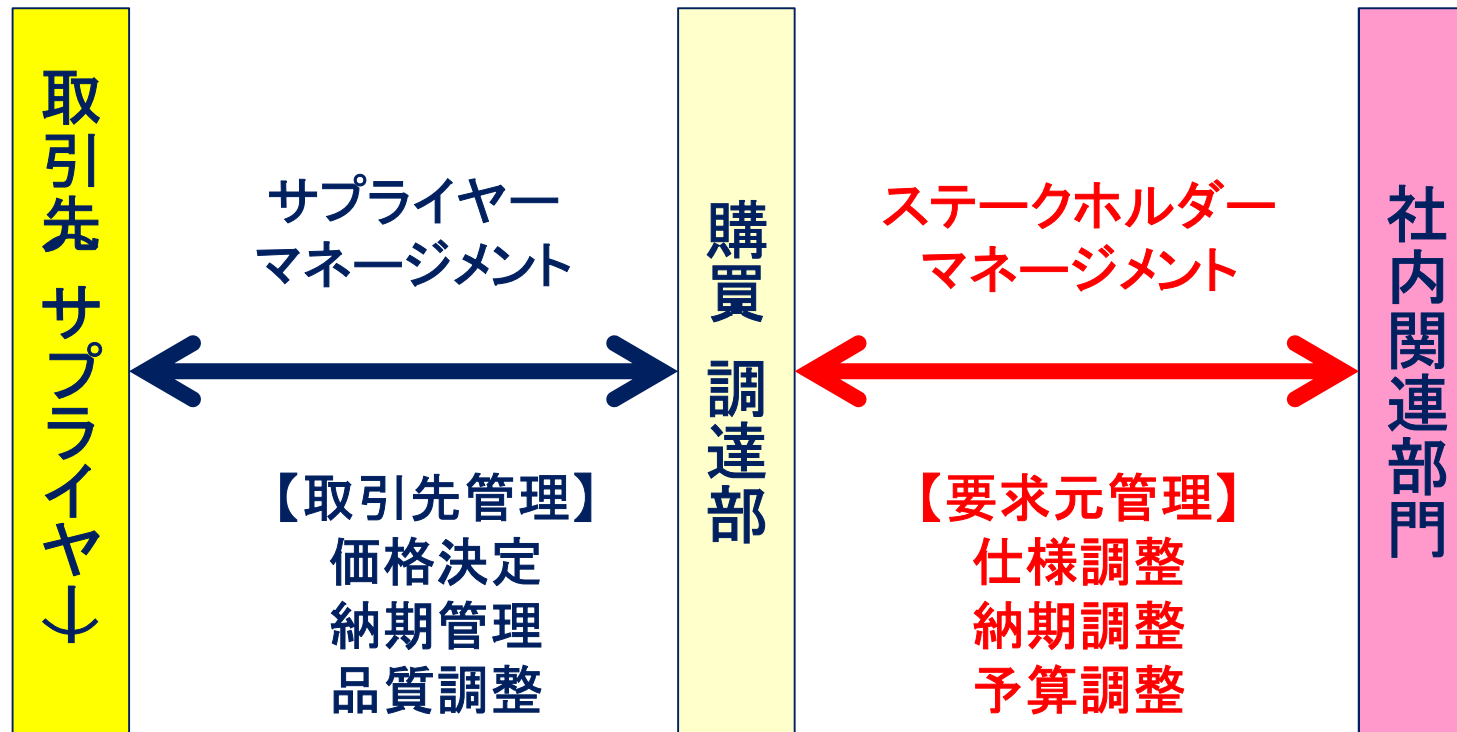 取引先 サプライヤー
サプライヤー
マネージメント
【取引先管理】
価格決定
納期管理
品質調整
購買 調達部
ステークホルダー
マネージメント
【要求元管理】
仕様調整
納期調整
予算調整
社内関連部門